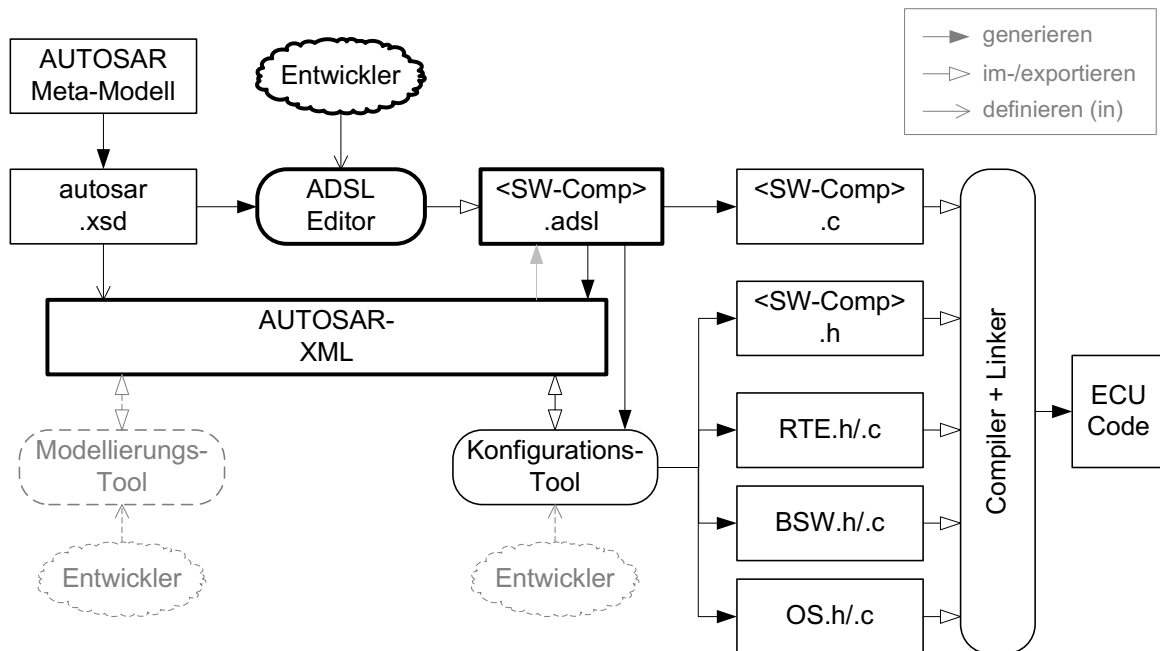 AUTOSAR
Meta-Modell
Entwickler
generieren
im-/exportieren
definieren (in)
autosar
.xsd
ADSL
Editor
<SW-Comp>
.adsl
<SW-Comp>
.c
AUTOSAR-
XML
<SW-Comp>
.h
Compiler + Linker
ECU
Code
Modellierungs-
Tool
Konfigurations-
Tool
RTE.h/.c
BSW.h/.c
Entwickler
Entwickler
OS.h/.c